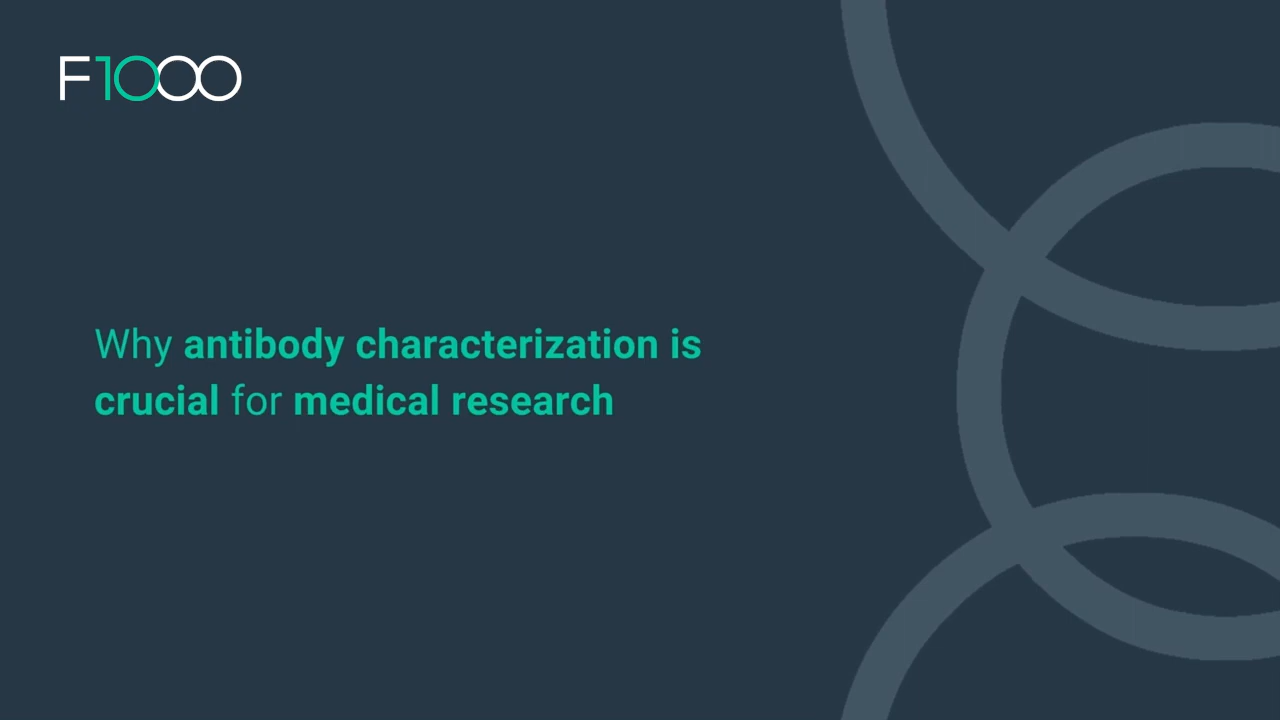 F1000
Why antibody characterization is
crucial for medical research